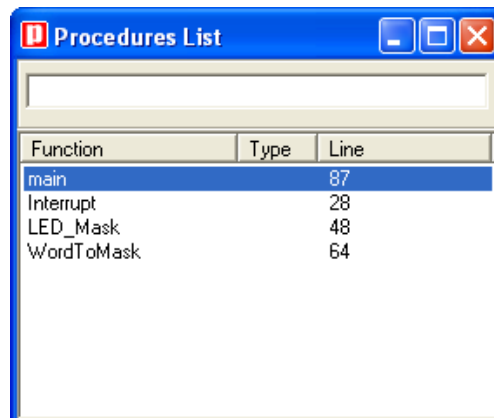 Procedures List
Function Type Line
main 87
Interrupt 28
LED_Mask 48
WordToMask 64